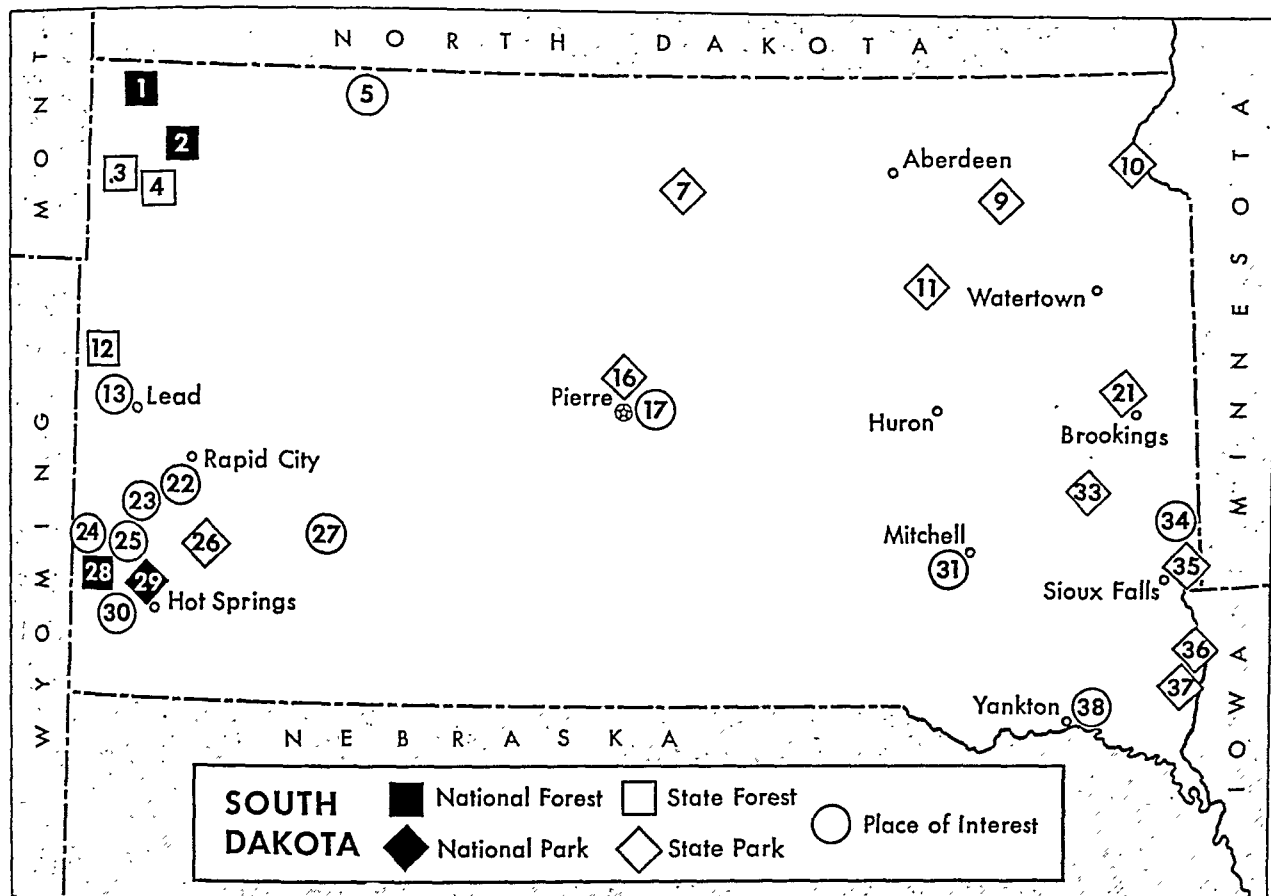 NORTH DAKOTA
MONT.
1
5
2
3
4
7
Aberdeen
10
9
MINNESOTA
11
Watertown
12
13
Lead
16
Pierre
17
21
Huron
Brookings
WYOMING
Rapid City
22
23
33
24
25
26
27
34
Mitchell
31
28
29
35
Sioux Falls
30
Hot Springs
36
37
IOWA
Yankton
38
NEBRASKA
SOUTH DAKOTA
National Forest
State Forest
Place of Interest
National Park
State Park